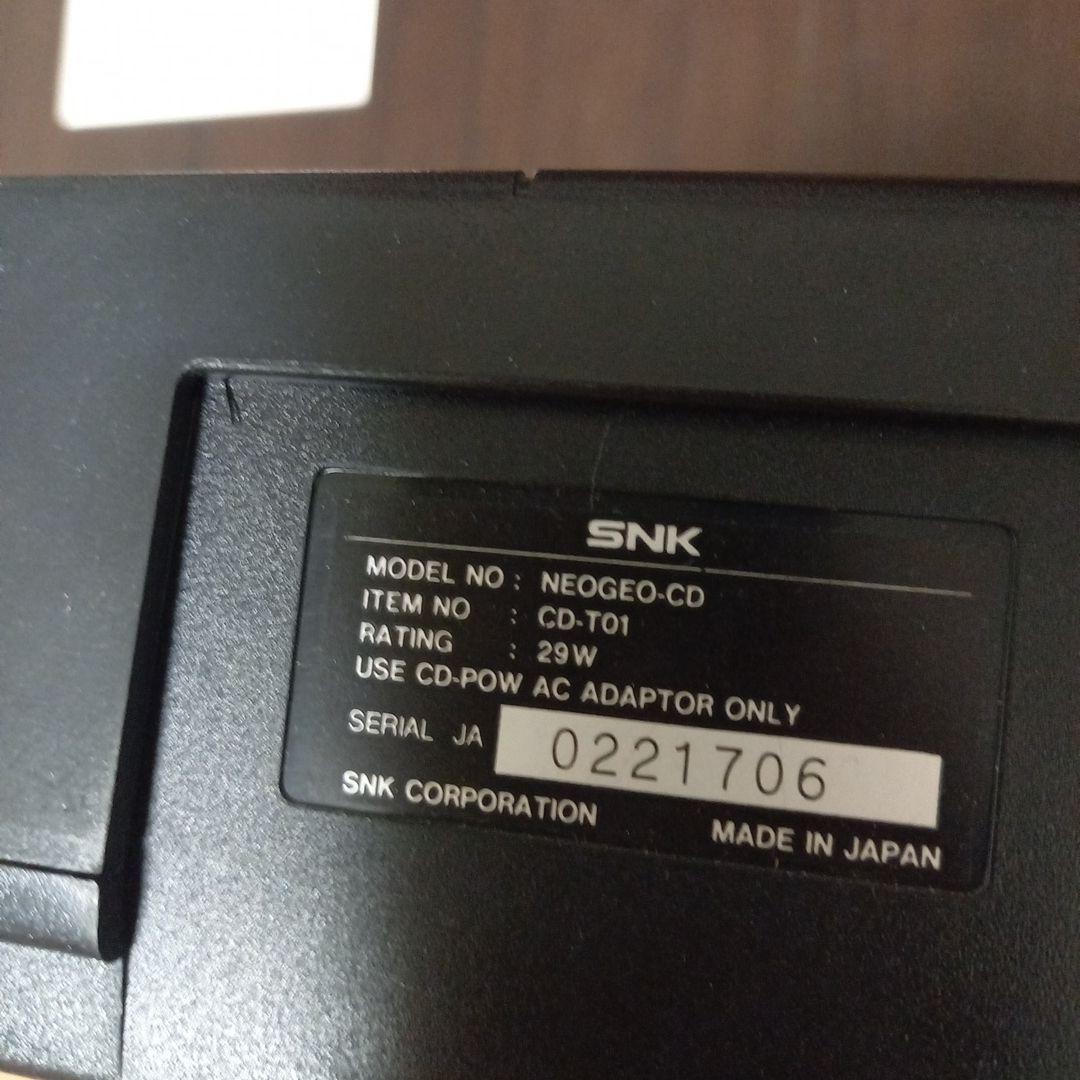 SNK
MODEL NO : NEOGEO-CD
ITEM NO : CD-T01
RATING : 29W
USE CD-POW AC ADAPTOR ONLY
SERIAL JA 0221706
SNK CORPORATION
MADE IN JAPAN